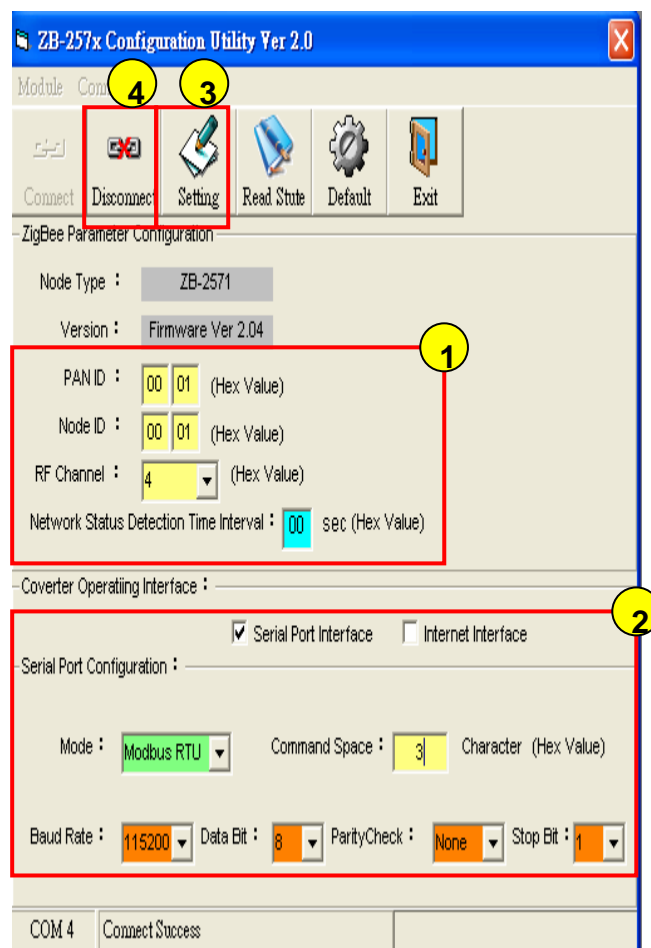 ZB-257x Configuration Utility Ver 2.0
Module Con
4 3
Connect Disconnect Setting Read Stute Default Exit
ZigBee Parameter Configuration
Node Type : ZB-2571
Version : Firmware Ver 2.04
1
PAN ID : 00 01 (Hex Value)
Node ID : 00 01 (Hex Value)
RF Channel : 4 (Hex Value)
Network Status Detection Time Interval : 00 sec (Hex Value)
Coverter Operatiing Interface :
2
Serial Port Interface Internet Interface
Serial Port Configuration :
Mode : Modbus RTU Command Space : 3 Character (Hex Value)
Baud Rate : 115200 Data Bit : 8 ParityCheck : None Stop Bit : 1
COM 4 Connect Success